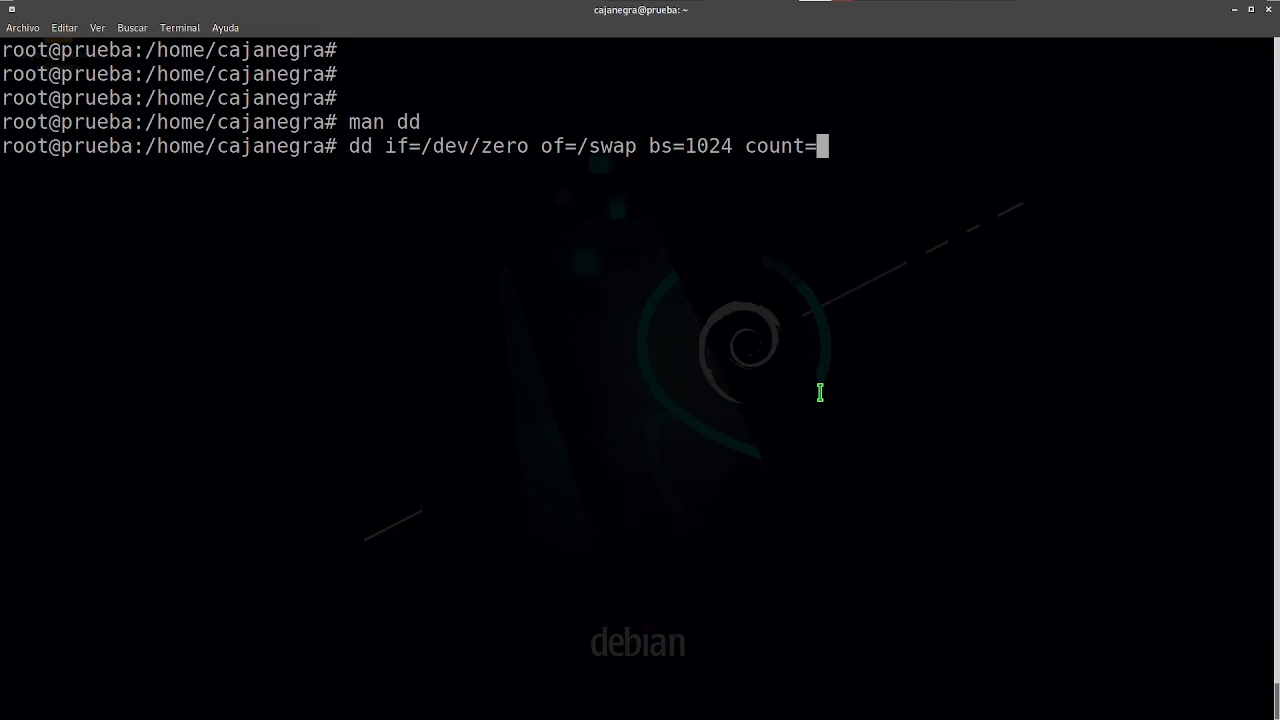 cajanegra@prueba: ~
Archivo Editar Ver Buscar Terminal Ayuda
root@prueba:/home/cajanegra#
root@prueba:/home/cajanegra#
root@prueba:/home/cajanegra#
root@prueba:/home/cajanegra# man dd
root@prueba:/home/cajanegra# dd if=/dev/zero of=/swap bs=1024 count=
debian